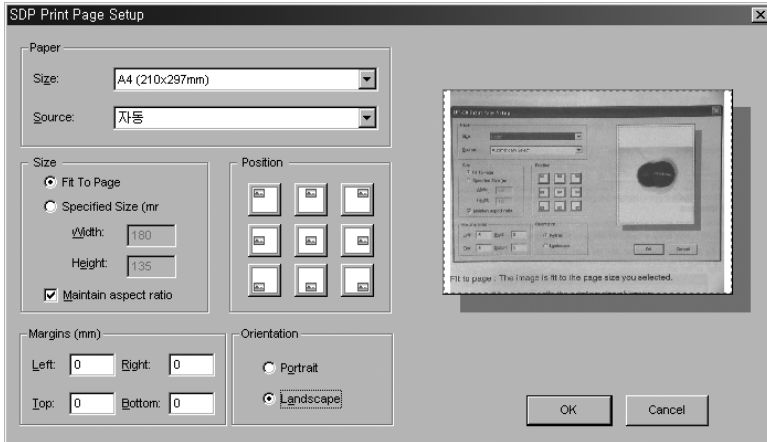 SDP Print Page Setup
Paper
Size: A4 (210x297mm)
Source: 자동
Size
Fit To Page
Specified Size (mr
Width: 180
Height: 135
Maintain aspect ratio
Position
Margins (mm)
Left: 0 Right: 0
Top: 0 Bottom: 0
Orientation
Portrait
Landscape
Fit to page : The image is fit to the page size you selected.
OK
Cancel